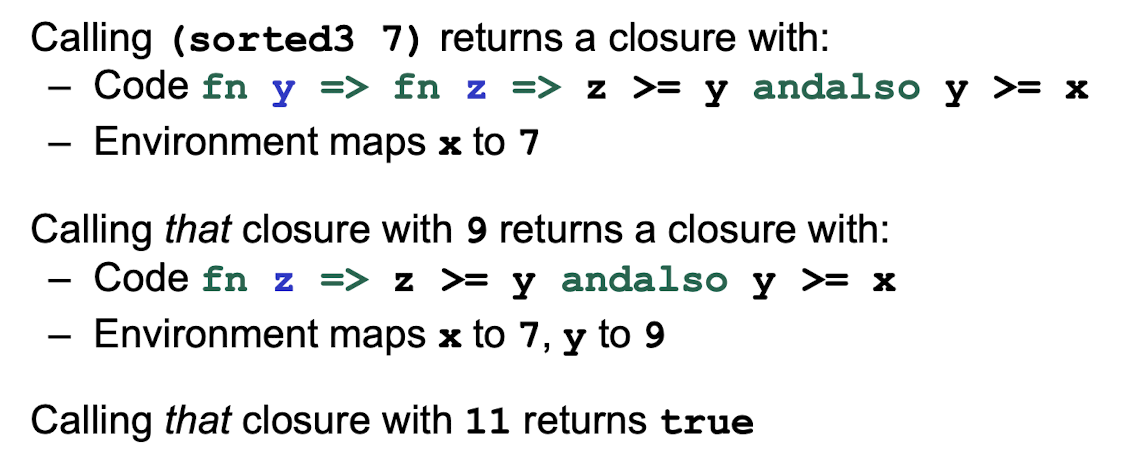 Calling (sorted3 7) returns a closure with:
– Code fn y => fn z => z >= y andalso y >= x
– Environment maps x to 7
Calling that closure with 9 returns a closure with:
– Code fn z => z >= y andalso y >= x
– Environment maps x to 7, y to 9
Calling that closure with 11 returns true